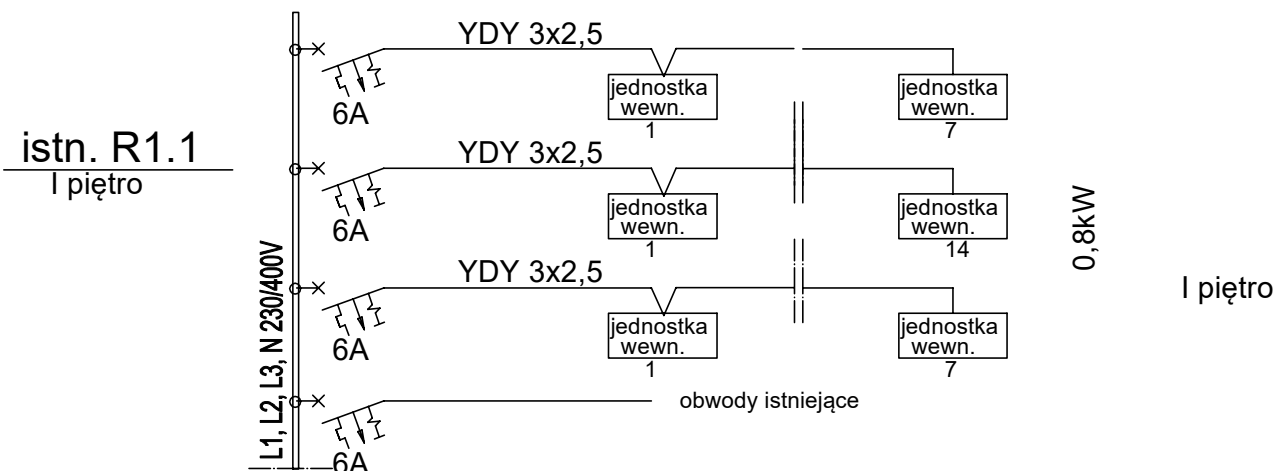 YDY 3x2,5
6A
jednostka
wewn.
1
jednostka
wewn.
7
istn. R1.1
I piętro
YDY 3x2,5
6A
jednostka
wewn.
1
jednostka
wewn.
14
0,8kW
I piętro
L1, L2, L3, N 230/400V
YDY 3x2,5
6A
jednostka
wewn.
1
jednostka
wewn.
7
obwody istniejące
6A